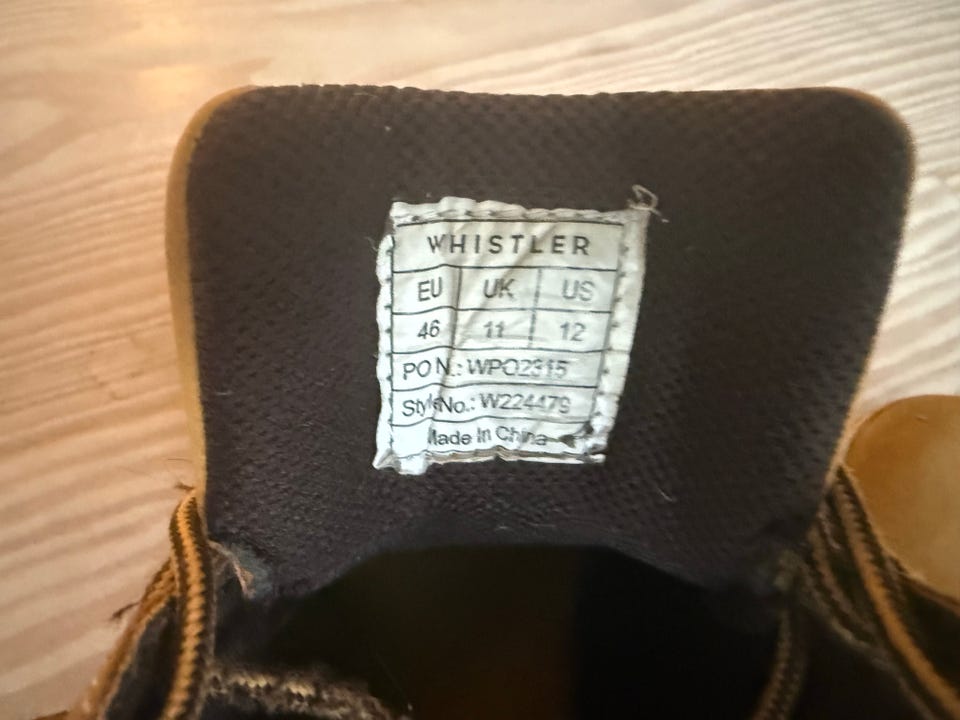 WHISTLER
EU UK US
46 11 12
PO N.: WPO2315
Style No.: W224479
Made In China